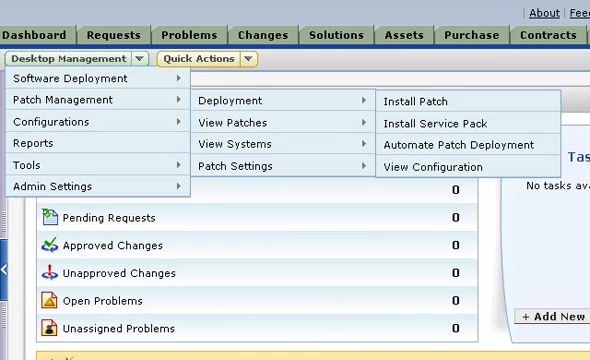 About | Fee
Dashboard Requests Problems Changes Solutions Assets Purchase Contracts
Desktop Management Quick Actions
Software Deployment
Patch Management
Configurations
Reports
Tools
Admin Settings
Deployment
View Patches
View Systems
Patch Settings
Install Patch
Install Service Pack
Automate Patch Deployment
View Configuration
Tas
No tasks ava
0
Pending Requests 0
Approved Changes 0
Unapproved Changes 0
Open Problems 0
Unassigned Problems 0
+ Add New